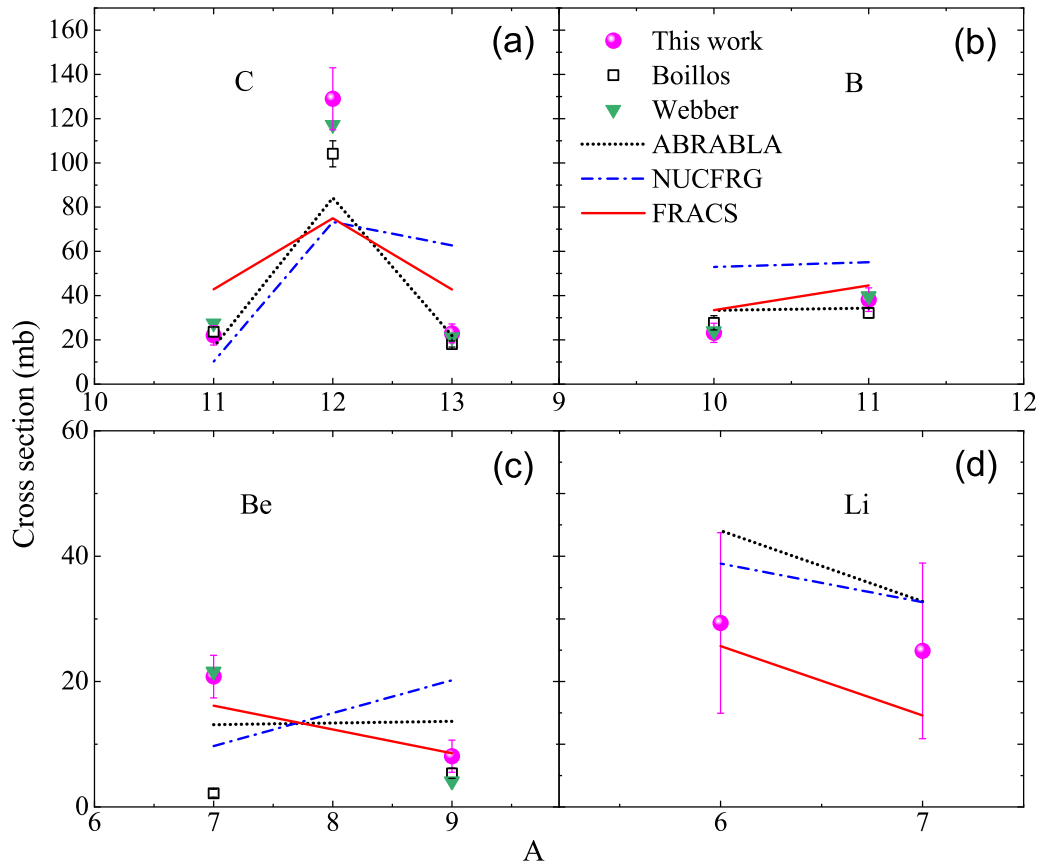 160
140
120
100
80
60
40
20
0
(a)
C
10 11 12 13
(b)
B
This work
Boillos
Webber
ABRABLA
NUCFRG
FRACS
9 10 11 12
Cross section (mb)
60
40
20
0
(c)
Be
6 7 8 9
(d)
Li
6 7
A